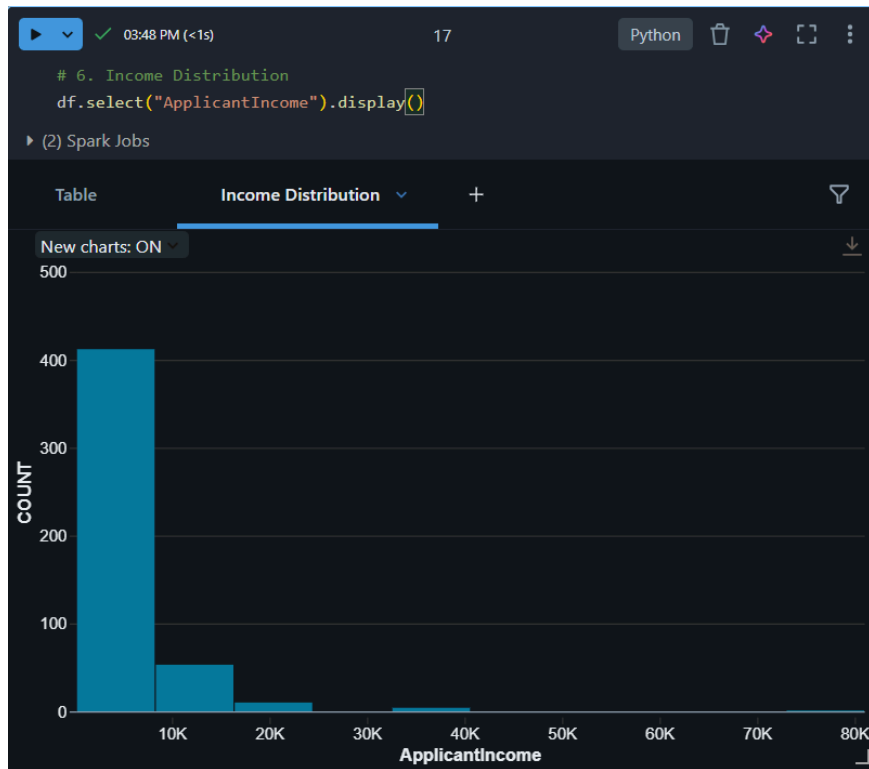 03:48 PM (<1s)
17
Python
# 6. Income Distribution
df.select("ApplicantIncome").display()
(2) Spark Jobs
Table
Income Distribution
+
New charts: ON
500
400
300
200
100
0
COUNT
10K 20K 30K 40K 50K 60K 70K 80K
ApplicantIncome